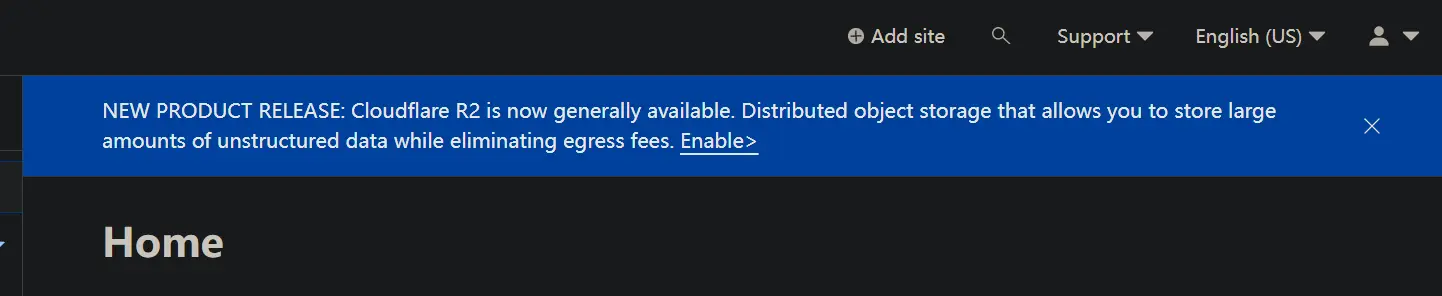 Add site
Support
English (US)
NEW PRODUCT RELEASE: Cloudflare R2 is now generally available. Distributed object storage that allows you to store large
amounts of unstructured data while eliminating egress fees. Enable>
Home